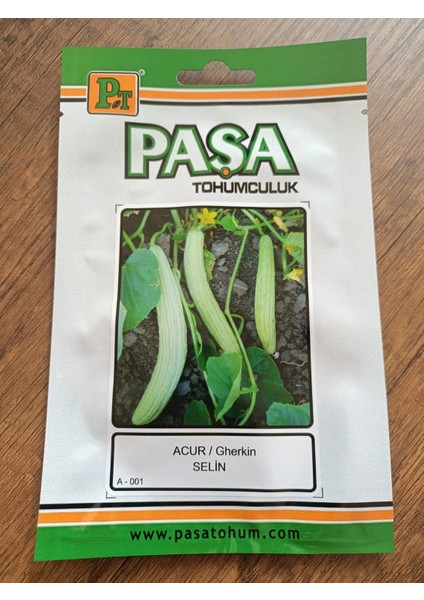 PT
®
PAŞA
TOHUMCULUK
ACUR / Gherkin
SELİN
A - 001
www.pasatohum.com